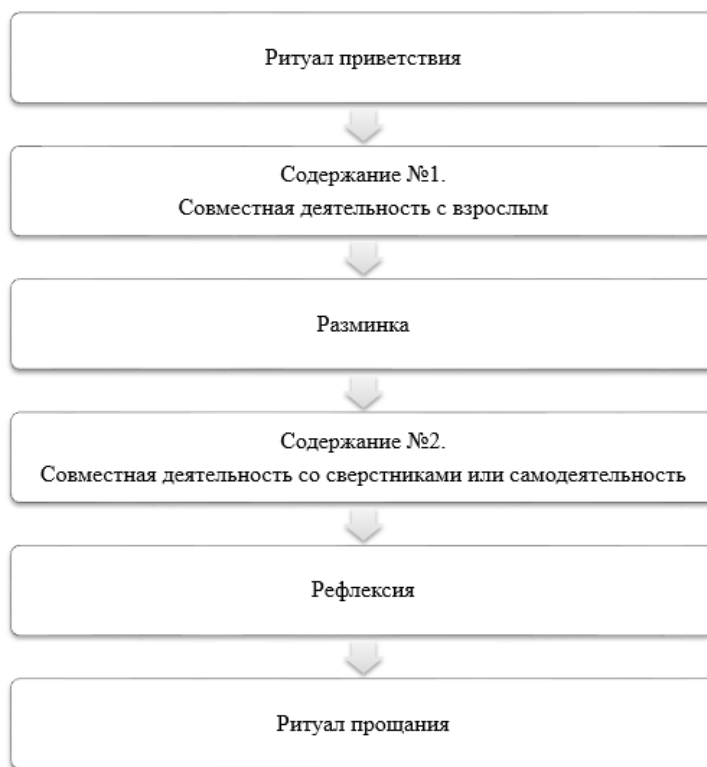 Ритуал приветствия
Содержание №1.
Совместная деятельность с взрослым
Разминка
Содержание №2.
Совместная деятельность со сверстниками или самодеятельность
Рефлексия
Ритуал прощания